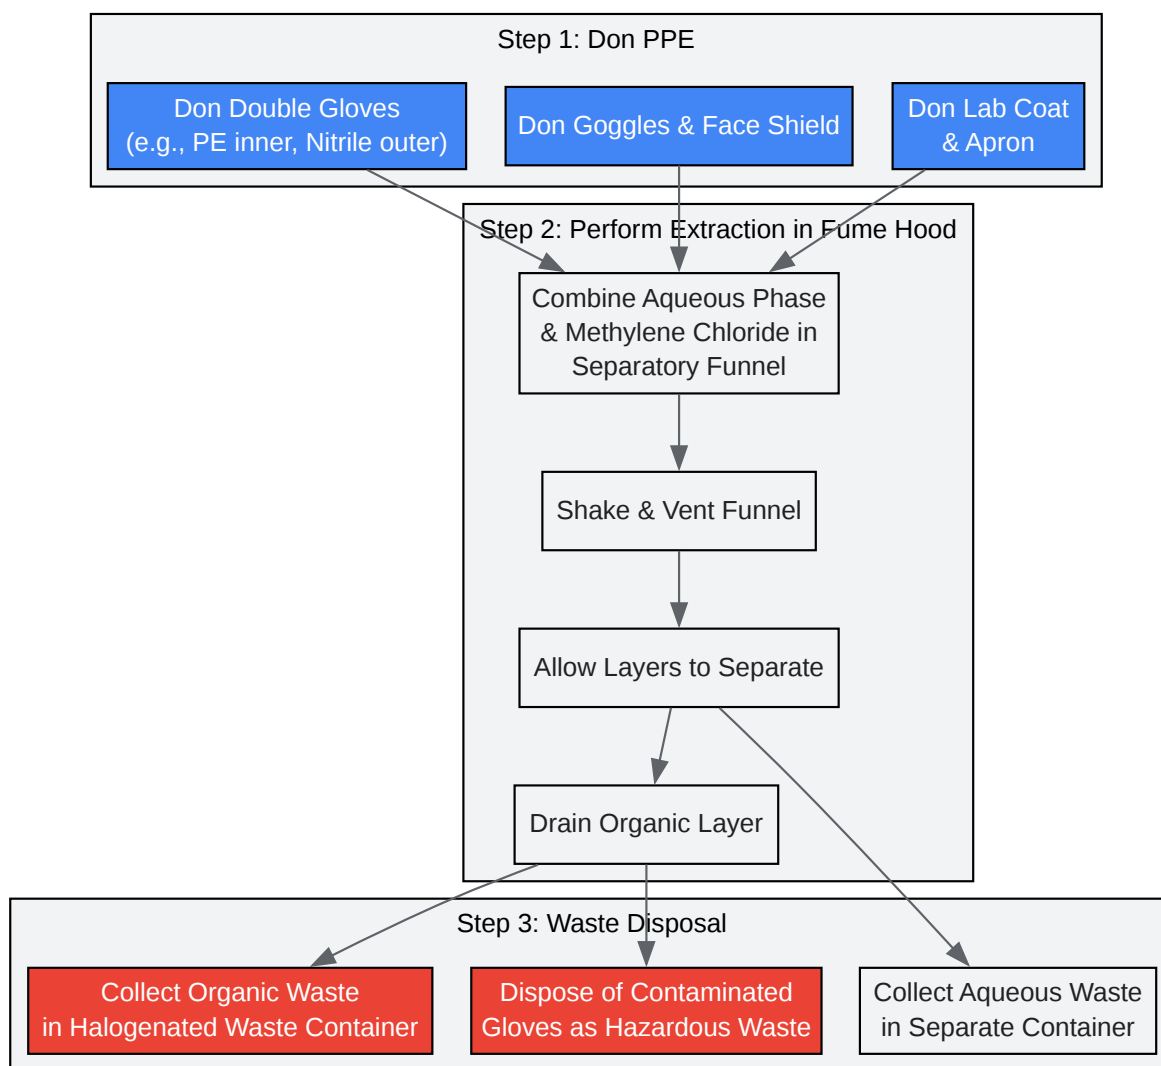 Step 1: Don PPE
Don Double Gloves
(e.g., PE inner, Nitrile outer)
Don Goggles & Face Shield
Don Lab Coat
& Apron
Step 2: Perform Extraction in Fume Hood
Combine Aqueous Phase
& Methylene Chloride in
Separatory Funnel
Shake & Vent Funnel
Allow Layers to Separate
Drain Organic Layer
Step 3: Waste Disposal
Collect Organic Waste
in Halogenated Waste Container
Dispose of Contaminated
Gloves as Hazardous Waste
Collect Aqueous Waste
in Separate Container